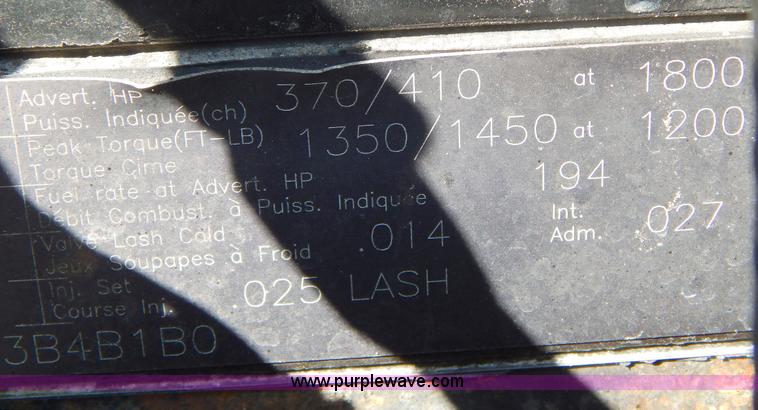 Advert. HP 370/410 at 1800
Puiss. Indiquée(ch)
Peak Torque(FT-LB) 1350/1450 at 1200
Torque Cime
Fuel rate at Advert. HP 194
Débit Combust. à Puiss. Indiquée
Valve Lash Cold .014 Int. Adm. .027
Jeux Soupapes à Froid
Inj. Set .025 LASH
Course Inj.
3B4B1B0
www.purplewave.com